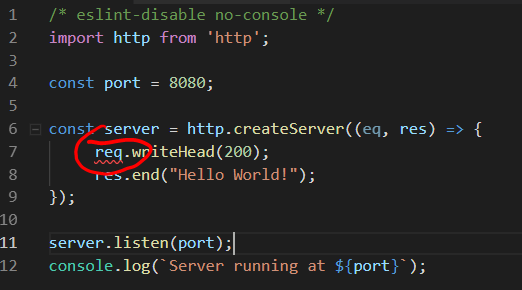 1 /* eslint-disable no-console */
2 import http from 'http';
3
4 const port = 8080;
5
6 const server = http.createServer((eq, res) => {
7 req.writeHead(200);
8 res.end("Hello World!");
9 });
10
11 server.listen(port);
12 console.log(`Server running at ${port}`);